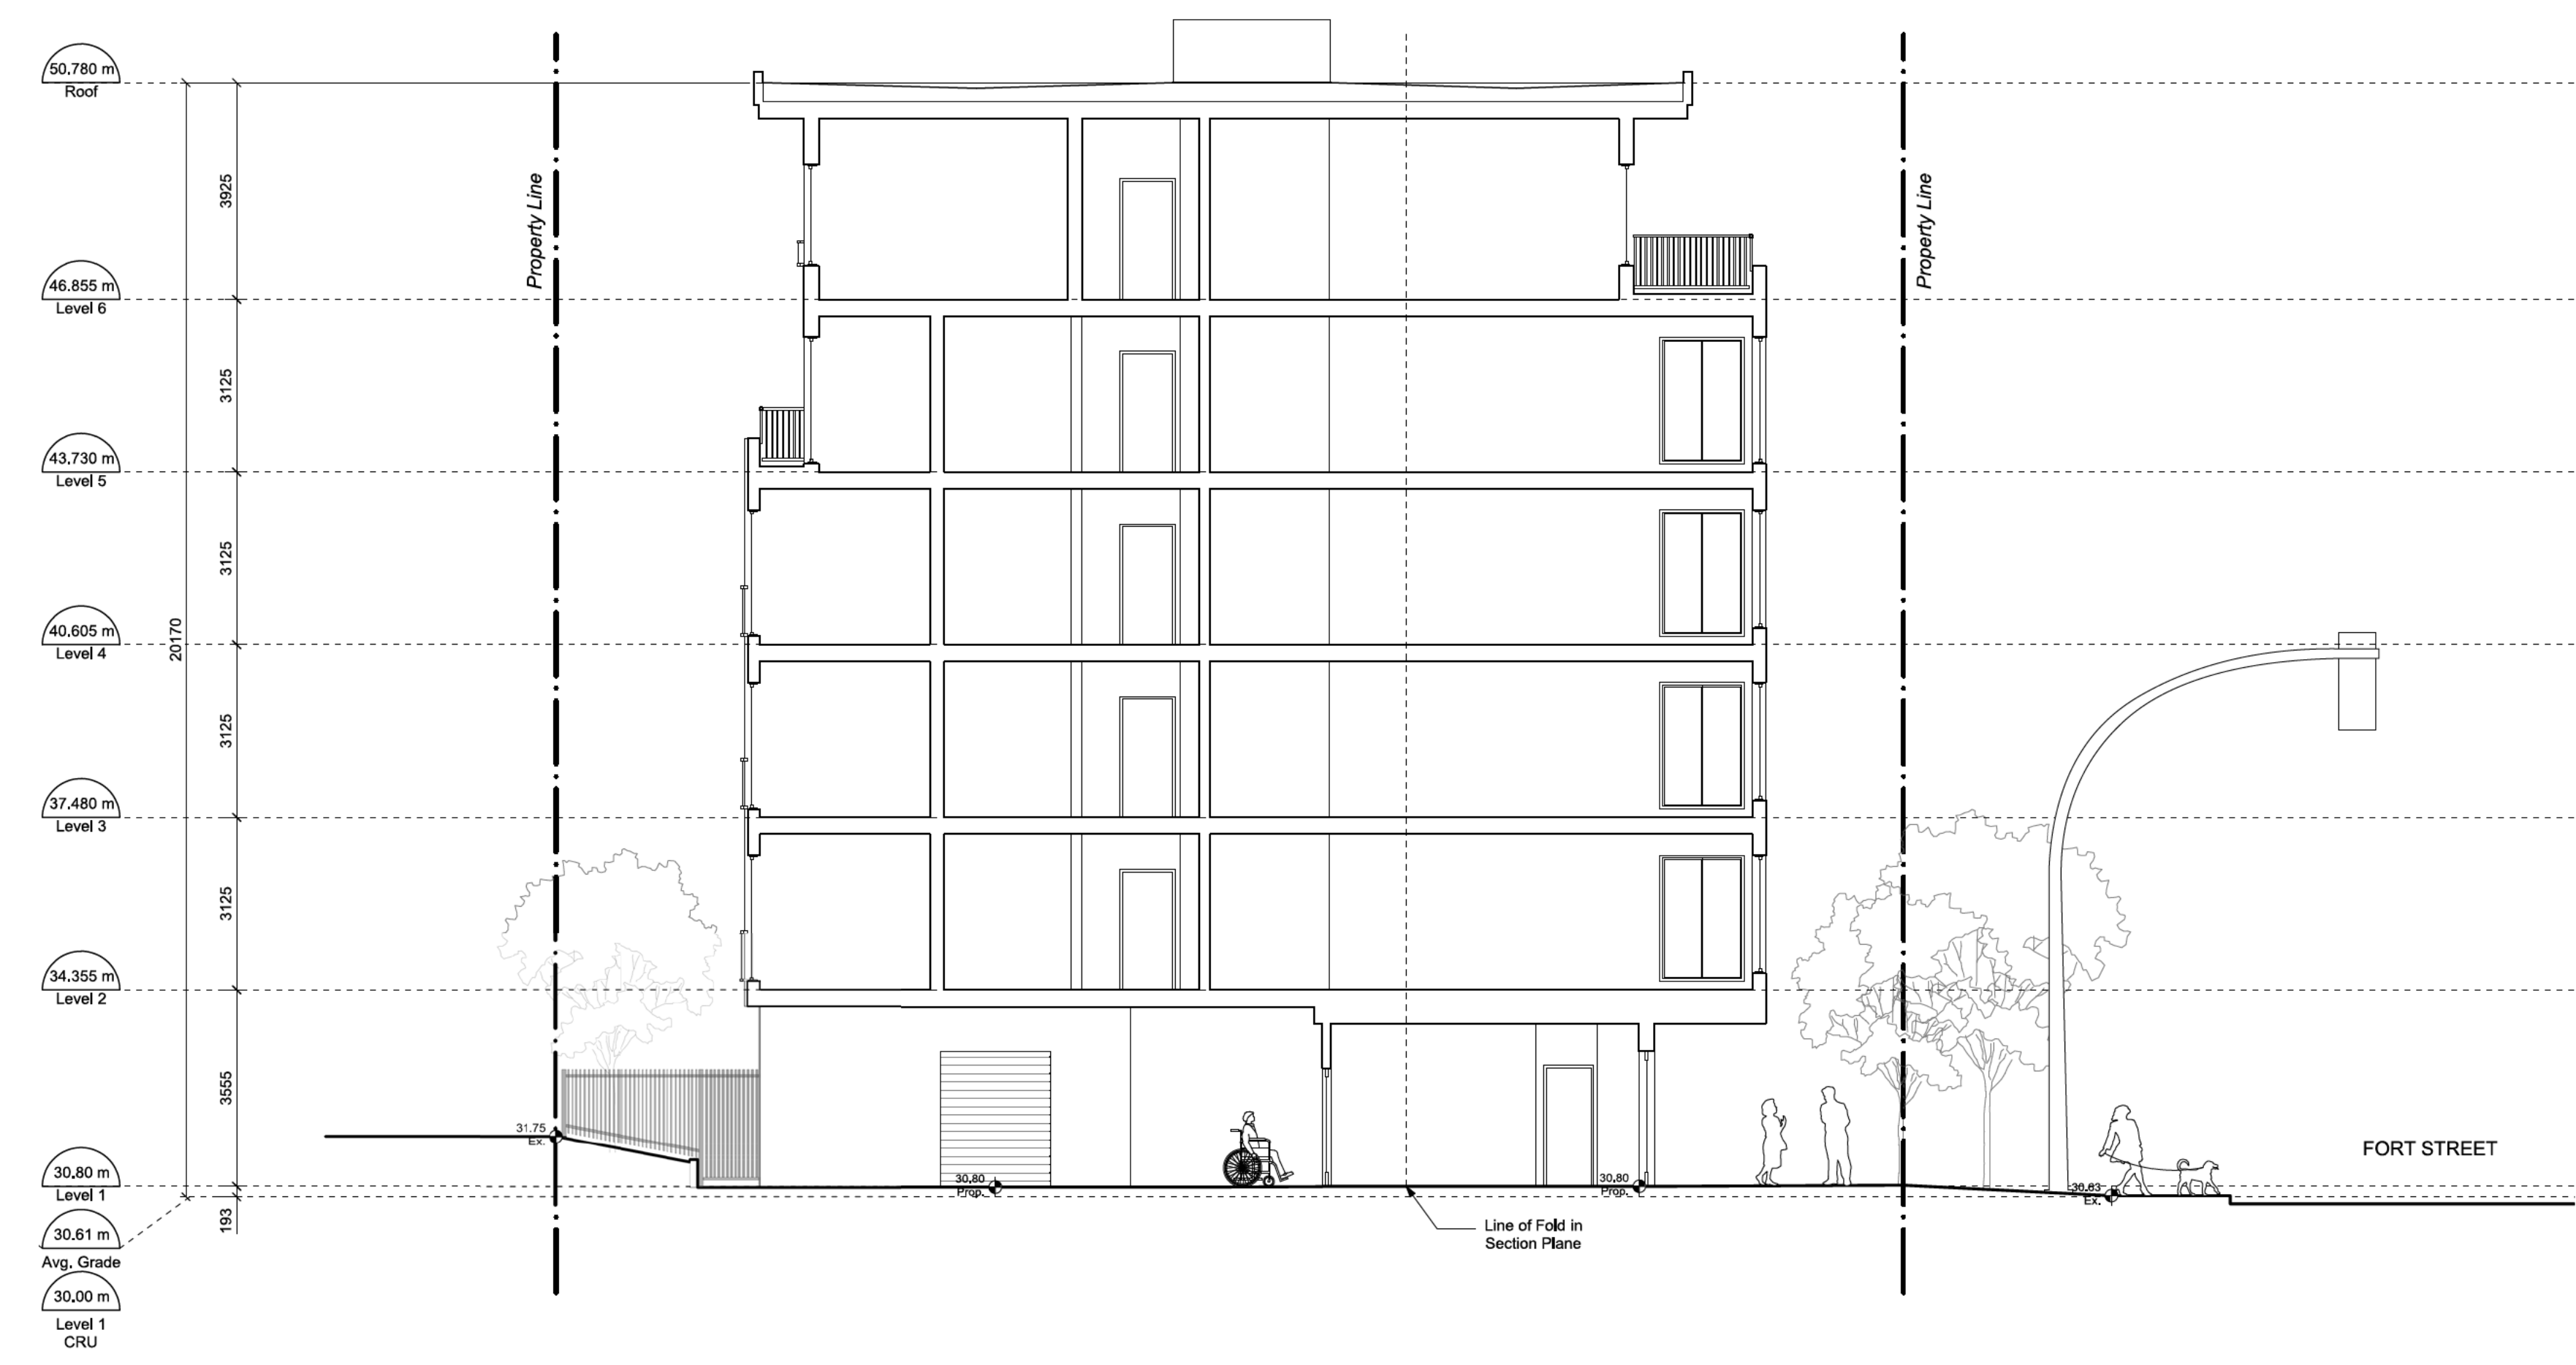 50.780 m
Roof
3925
Property Line
Property Line
46.855 m
Level 6
3125
43.730 m
Level 5
3125
40.605 m
Level 4
20170
3125
37.480 m
Level 3
3125
34.355 m
Level 2
3555
31.75
Ex.
FORT STREET
30.80 m
Level 1
30.80
Prop.
30.80
Prop.
30.63
Ex.
193
Line of Fold in
Section Plane
30.61 m
Avg. Grade
30.00 m
Level 1
CRU